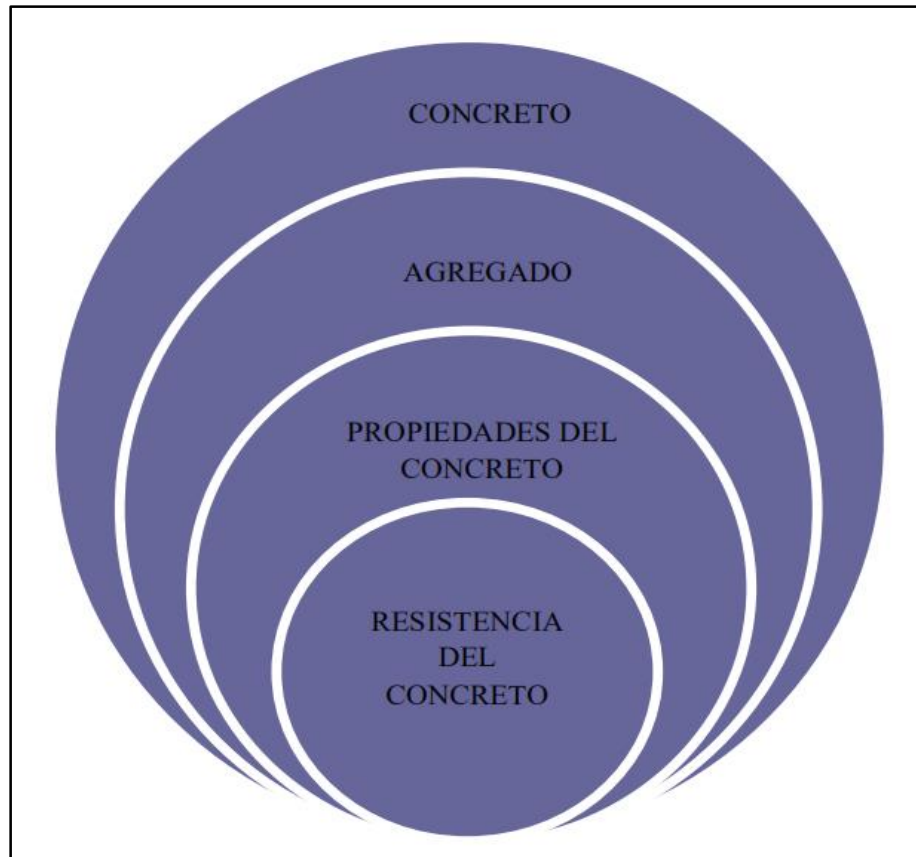 CONCRETO
AGREGADO
PROPIEDADES DEL
CONCRETO
RESISTENCIA
DEL
CONCRETO